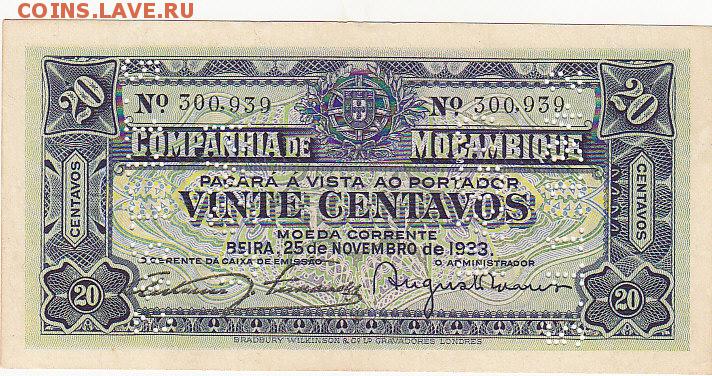 COINS.LAVE.RU
20 20
Nº 300.939 Nº 300.939
COMPANHIA DE MOÇAMBIQUE
PAGARÁ Á VISTA AO PORTADOR
VINTE CENTAVOS
CENTAVOS CENTAVOS
MOEDA CORRENTE
BEIRA, 25 de NOVEMBRO de 1933
O GERENTE DA CAIXA DE EMISSÃO O ADMINISTRADOR
20 20
BRADBURY WILKINSON & Cº Lº GRAVADORES LONDRES